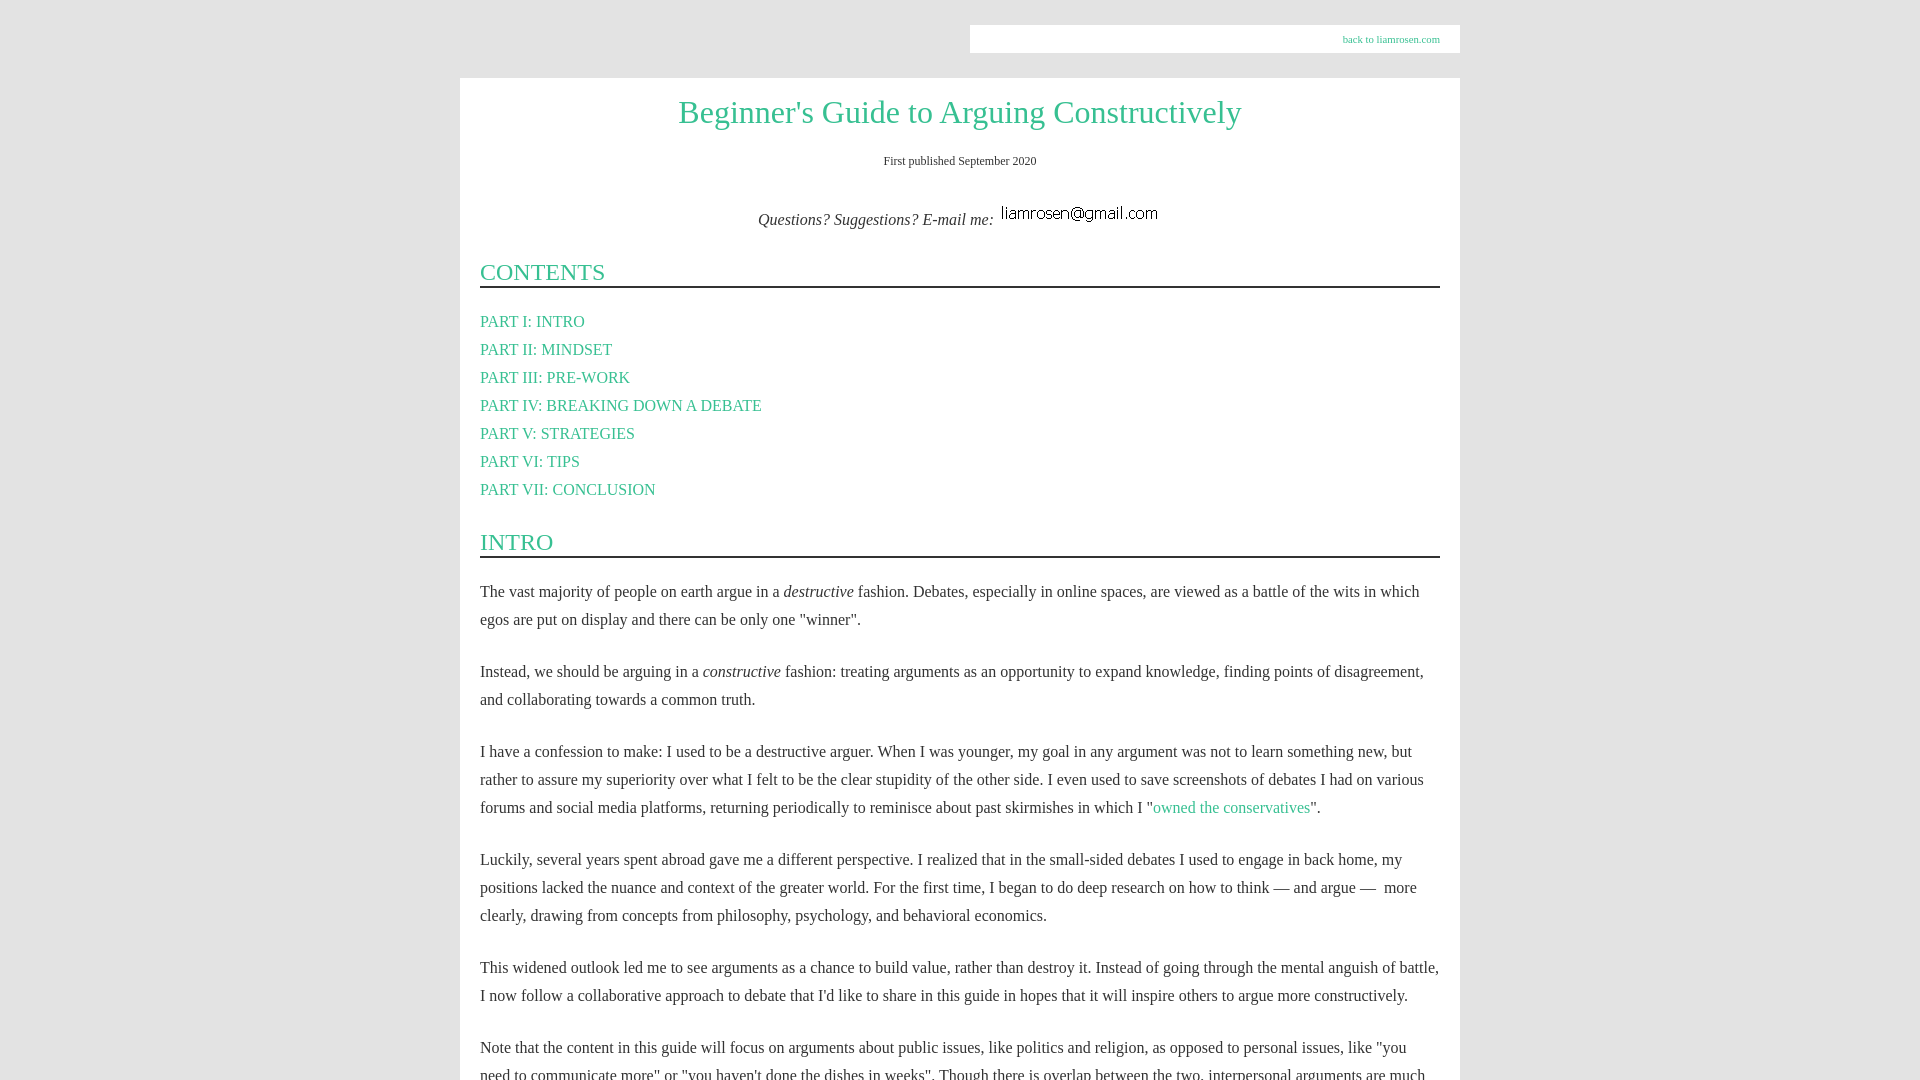 back to liamrosen.com
Beginner's Guide to Arguing Constructively
First published September 2020
Questions? Suggestions? E-mail me: liamrosen@gmail.com
CONTENTS
PART I: INTRO
PART II: MINDSET
PART III: PRE-WORK
PART IV: BREAKING DOWN A DEBATE
PART V: STRATEGIES
PART VI: TIPS
PART VII: CONCLUSION
INTRO
The vast majority of people on earth argue in a destructive fashion. Debates, especially in online spaces, are viewed as a battle of the wits in which
egos are put on display and there can be only one "winner".
Instead, we should be arguing in a constructive fashion: treating arguments as an opportunity to expand knowledge, finding points of disagreement,
and collaborating towards a common truth.
I have a confession to make: I used to be a destructive arguer. When I was younger, my goal in any argument was not to learn something new, but
rather to assure my superiority over what I felt to be the clear stupidity of the other side. I even used to save screenshots of debates I had on various
forums and social media platforms, returning periodically to reminisce about past skirmishes in which I "owned the conservatives".
Luckily, several years spent abroad gave me a different perspective. I realized that in the small-sided debates I used to engage in back home, my
positions lacked the nuance and context of the greater world. For the first time, I began to do deep research on how to think — and argue —  more
clearly, drawing from concepts from philosophy, psychology, and behavioral economics.
This widened outlook led me to see arguments as a chance to build value, rather than destroy it. Instead of going through the mental anguish of battle,
I now follow a collaborative approach to debate that I'd like to share in this guide in hopes that it will inspire others to argue more constructively.
Note that the content in this guide will focus on arguments about public issues, like politics and religion, as opposed to personal issues, like "you
need to communicate more" or "you haven't done the dishes in weeks". Though there is overlap between the two, interpersonal arguments are much